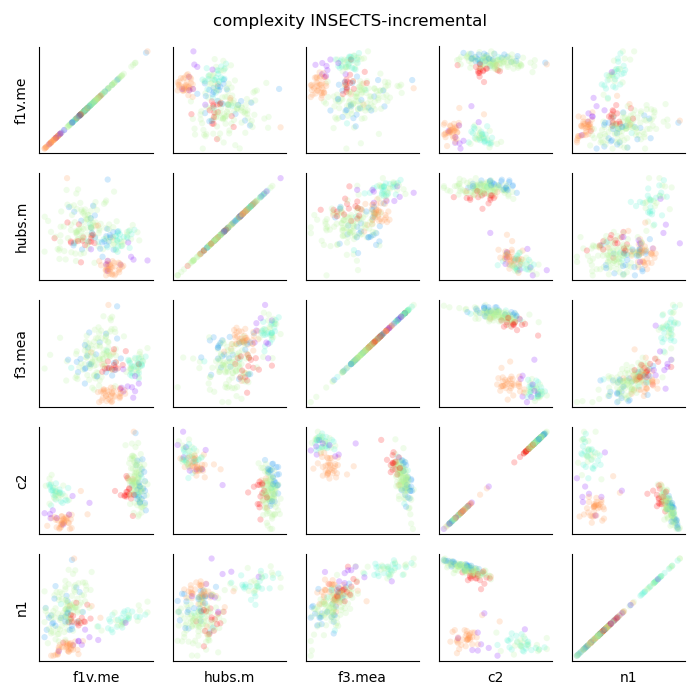 complexity INSECTS-incremental
f1v.me
hubs.m
f3.mea
c2
n1
f1v.me hubs.m f3.mea c2 n1